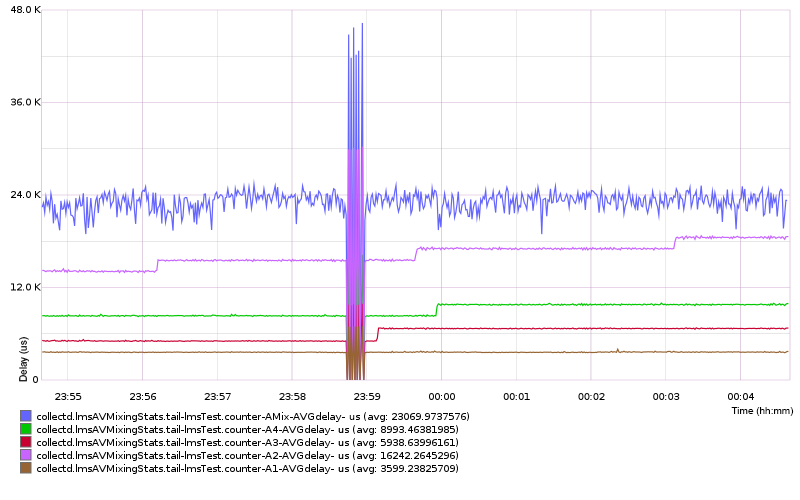 48.0 K
36.0 K
24.0 K
12.0 K
0
Delay (us)
23:55 23:56 23:57 23:58 23:59 00:00 00:01 00:02 00:03 00:04
Time (hh:mm)
collectd.lmsAVMixingStats.tail-lmsTest.counter-AMix-AVGdelay- us (avg: 23069.9737576)
collectd.lmsAVMixingStats.tail-lmsTest.counter-A4-AVGdelay- us (avg: 8993.46381985)
collectd.lmsAVMixingStats.tail-lmsTest.counter-A3-AVGdelay- us (avg: 5938.63996161)
collectd.lmsAVMixingStats.tail-lmsTest.counter-A2-AVGdelay- us (avg: 16242.2645296)
collectd.lmsAVMixingStats.tail-lmsTest.counter-A1-AVGdelay- us (avg: 3599.23825709)